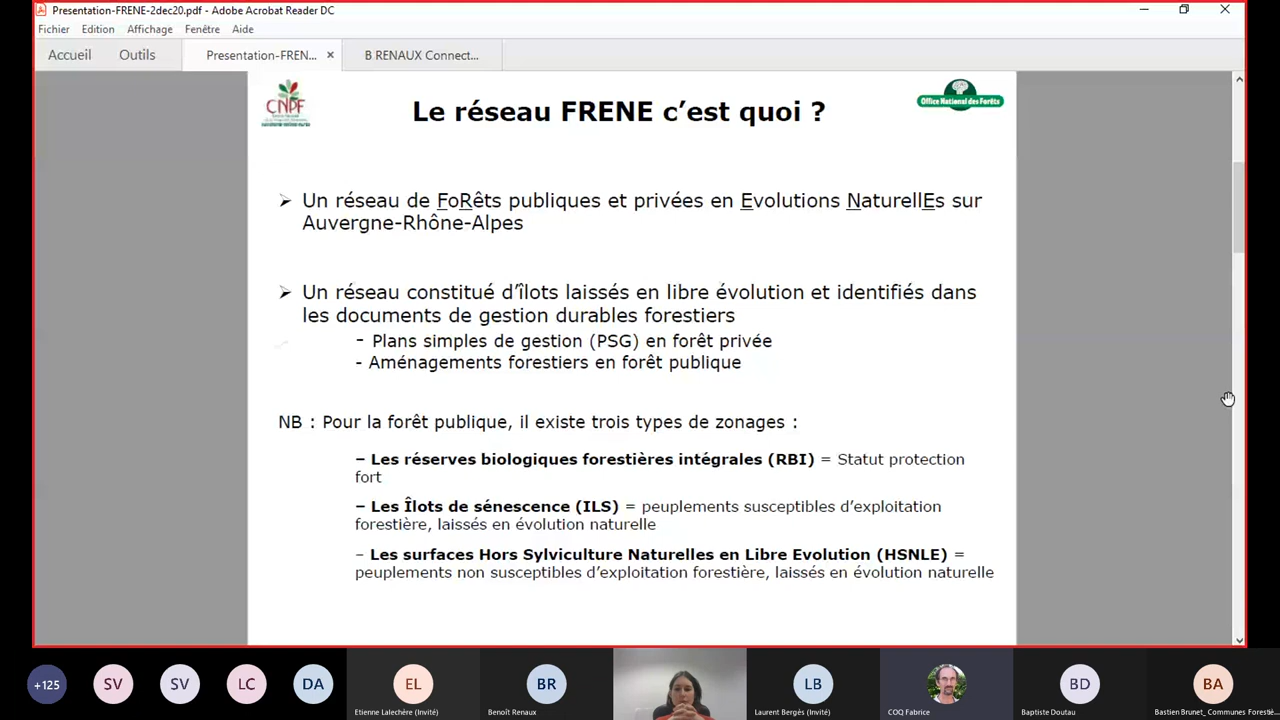 Presentation-FRENE-2dec20.pdf - Adobe Acrobat Reader DC
Fichier Edition Affichage Fenêtre Aide
Accueil Outils Presentation-FREN... × B RENAUX Connect...
CNPF
Office National des Forêts
Le réseau FRENE c’est quoi ?
Un réseau de FoRêts publiques et privées en Evolutions NaturellEs sur
Auvergne-Rhône-Alpes
Un réseau constitué d’îlots laissés en libre évolution et identifiés dans
les documents de gestion durables forestiers
- Plans simples de gestion (PSG) en forêt privée
- Aménagements forestiers en forêt publique
NB : Pour la forêt publique, il existe trois types de zonages :
– Les réserves biologiques forestières intégrales (RBI) = Statut protection
fort
– Les Îlots de sénescence (ILS) = peuplements susceptibles d’exploitation
forestière, laissés en évolution naturelle
– Les surfaces Hors Sylviculture Naturelles en Libre Evolution (HSNLE) =
peuplements non susceptibles d’exploitation forestière, laissés en évolution naturelle
+125 SV SV LC DA EL BR LB BD BA
Etienne Lalechère (Invité) Benoît Renaux Laurent Bergès (Invité) COQ Fabrice Baptiste Doutau Bastien Brunet_ Communes Forestiè...